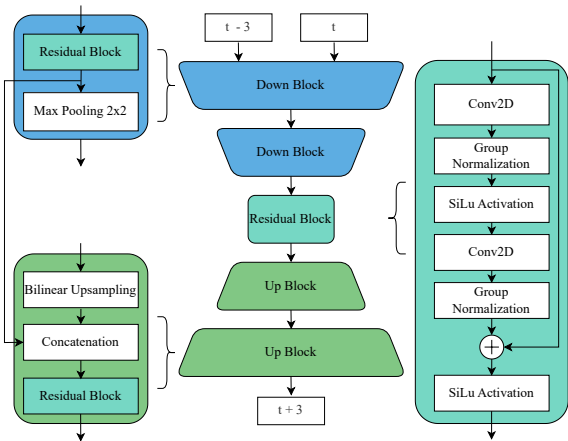 Residual Block
Max Pooling 2x2
Bilinear Upsampling
Concatenation
Residual Block
t - 3
t
Down Block
Down Block
Residual Block
Up Block
Up Block
t + 3
Conv2D
Group
Normalization
SiLu Activation
Conv2D
Group
Normalization
+
SiLu Activation